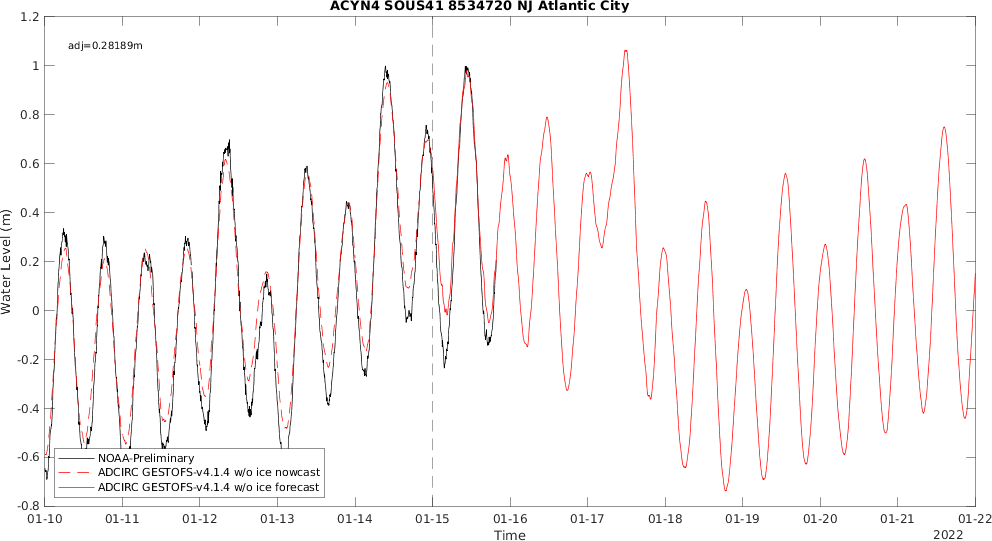 ACYN4 SOUS41 8534720 NJ Atlantic City
adj=0.28189m
Water Level (m)
1.2
1
0.8
0.6
0.4
0.2
0
-0.2
-0.4
-0.6
-0.8
NOAA-Preliminary
ADCIRC GESTOFS-v4.1.4 w/o ice nowcast
ADCIRC GESTOFS-v4.1.4 w/o ice forecast
01-10 01-11 01-12 01-13 01-14 01-15 01-16 01-17 01-18 01-19 01-20 01-21 01-22
Time
2022